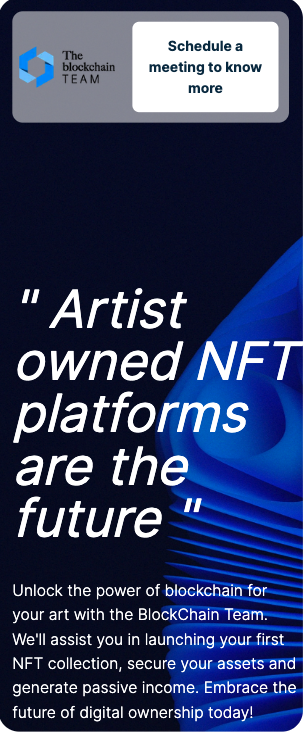 The
blockchain
TEAM
Schedule a
meeting to know
more
" Artist
owned NFT
platforms
are the
future "
Unlock the power of blockchain for
your art with the BlockChain Team.
We'll assist you in launching your first
NFT collection, secure your assets and
generate passive income. Embrace the
future of digital ownership today!